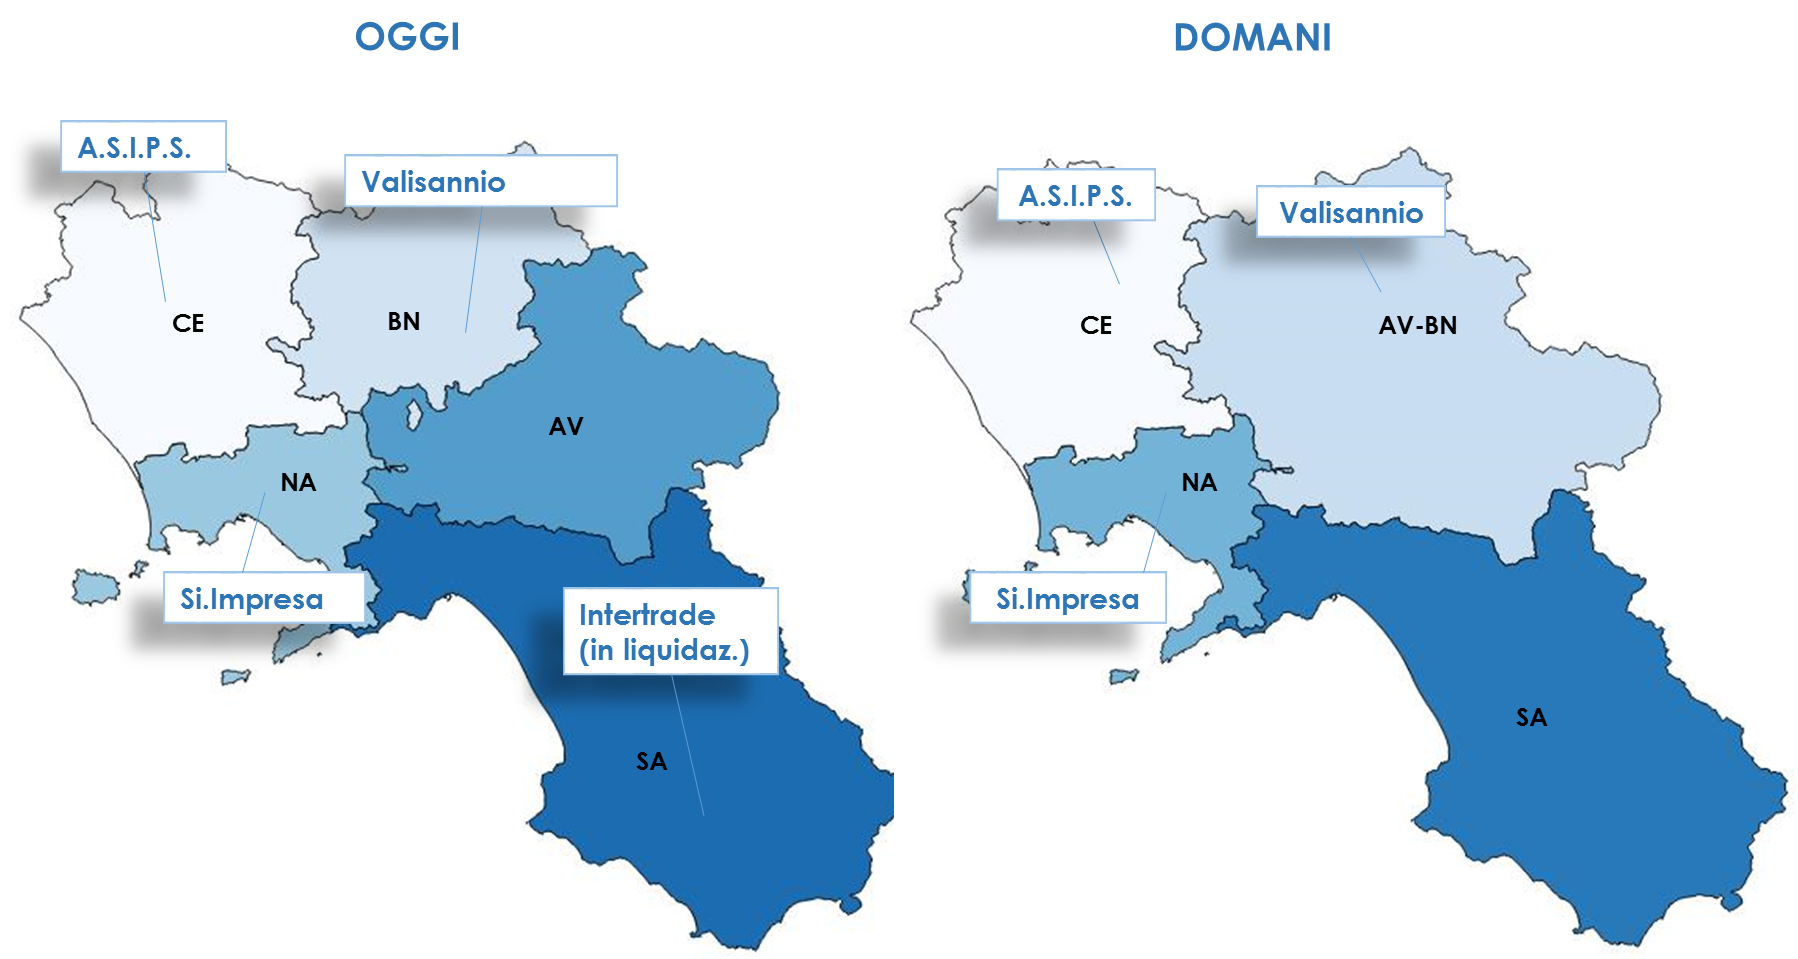 OGGI
A.S.I.P.S.
Valisannio
CE
BN
AV
NA
Si.Impresa
Intertrade
(in liquidaz.)
SA
DOMANI
A.S.I.P.S.
Valisannio
CE
AV-BN
NA
Si.Impresa
SA